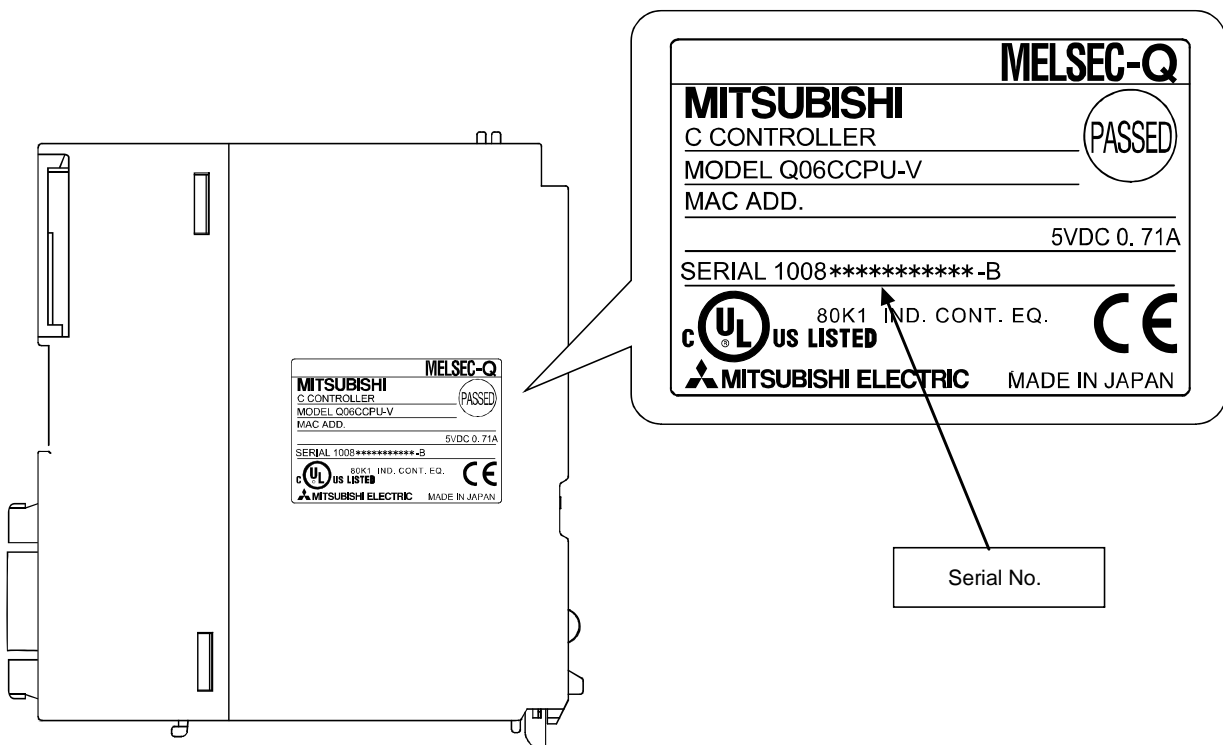 MELSEC-Q
MITSUBISHI
C CONTROLLER
PASSED
MODEL Q06CCPU-V
MAC ADD.
5VDC 0. 71A
SERIAL 1008***********-B
C UL ® US LISTED
80K1 IND. CONT. EQ.
CE
MITSUBISHI ELECTRIC MADE IN JAPAN
Serial No.
MELSEC-Q
MITSUBISHI
C CONTROLLER
PASSED
MODEL Q06CCPU-V
MAC ADD.
5VDC 0. 71A
SERIAL 1008***********-B
C UL ® US LISTED
80K1 IND. CONT. EQ.
CE
MITSUBISHI ELECTRIC MADE IN JAPAN